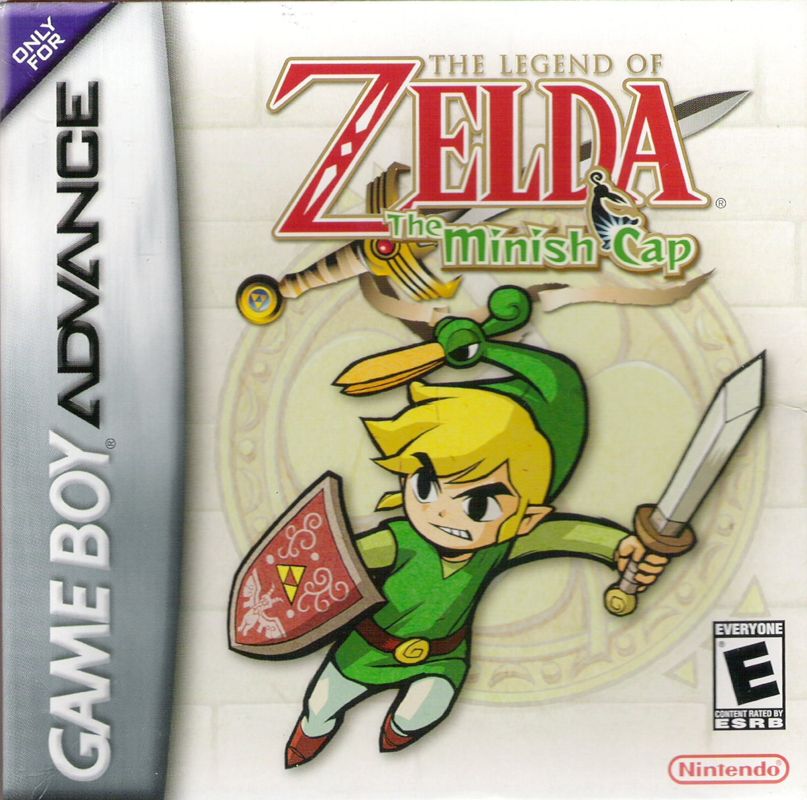 ONLY
FOR
GAME BOY ADVANCE
®
THE LEGEND OF
ZELDA
®
The Minish Cap
EVERYONE
E
®
CONTENT RATED BY
ESRB
Nintendo®